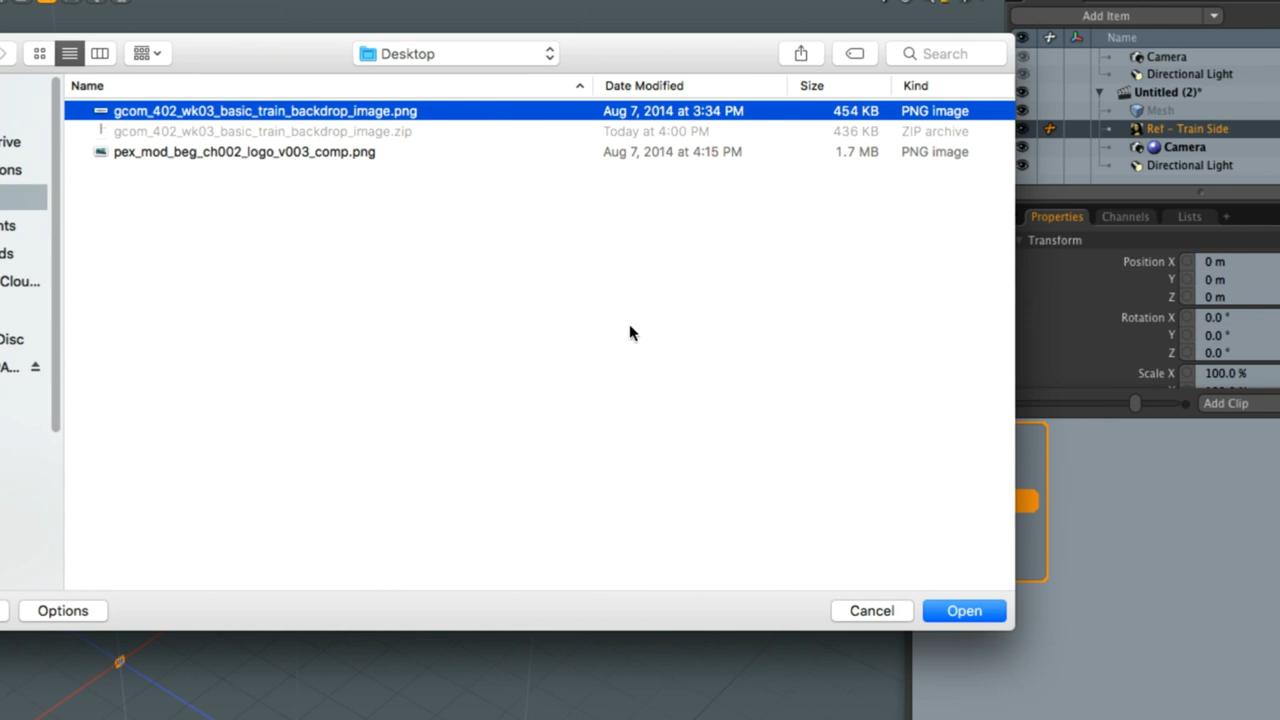 Add Item
Desktop
Search
Name
Name Date Modified Size Kind
gcom_402_wk03_basic_train_backdrop_image.png Aug 7, 2014 at 3:34 PM 454 KB PNG image
gcom_402_wk03_basic_train_backdrop_image.zip Today at 4:00 PM 436 KB ZIP archive
pex_mod_beg_ch002_logo_v003_comp.png Aug 7, 2014 at 4:15 PM 1.7 MB PNG image
rive
ons
nts
ds
Clou...
Disc
A...
Camera
Directional Light
Untitled (2)*
Mesh
Ref - Train Side
Camera
Directional Light
Properties Channels Lists +
Transform
Position X 0 m
Y 0 m
Z 0 m
Rotation X 0.0 °
Y 0.0 °
Z 0.0 °
Scale X 100.0 %
Add Clip
Options Cancel Open